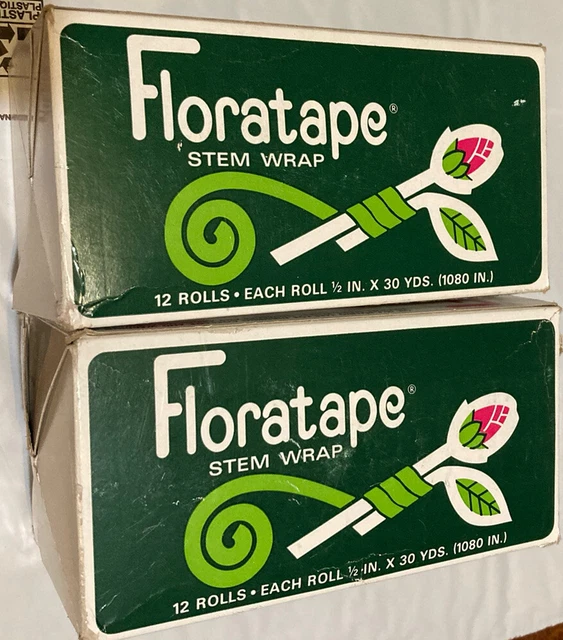 PLASTIC
Floratape®
STEM WRAP
12 ROLLS • EACH ROLL ½ IN. X 30 YDS. (1080 IN.)
Floratape®
STEM WRAP
12 ROLLS • EACH ROLL ½ IN. X 30 YDS. (1080 IN.)